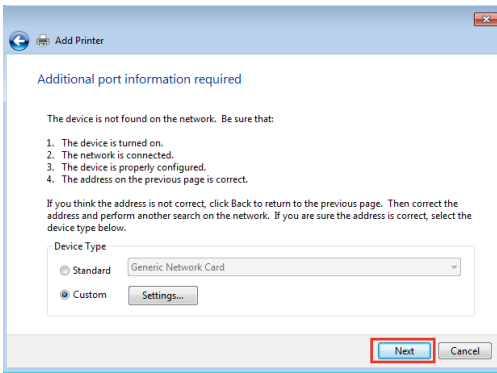 Add Printer
Additional port information required
The device is not found on the network. Be sure that:
1. The device is turned on.
2. The network is connected.
3. The device is properly configured.
4. The address on the previous page is correct.
If you think the address is not correct, click Back to return to the previous page. Then correct the
address and perform another search on the network. If you are sure the address is correct, select the
device type below.
Device Type
Standard
Generic Network Card
Custom
Settings...
Next
Cancel